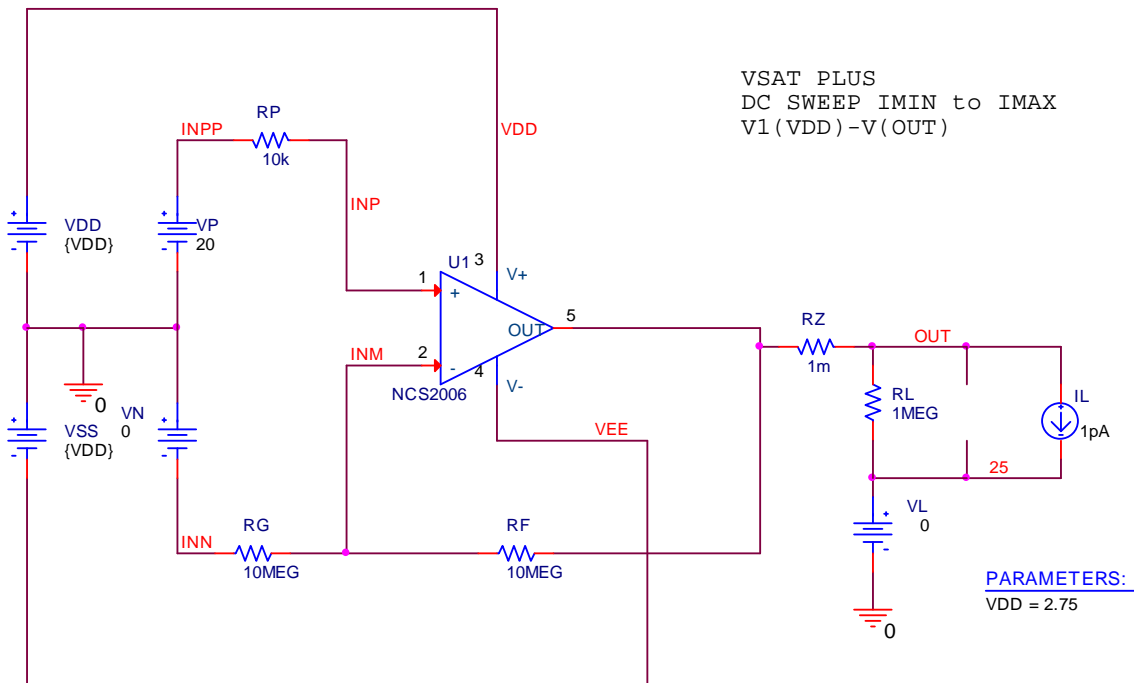 VSAT PLUS
DC SWEEP IMIN to IMAX
V1(VDD)-V(OUT)
RP
INPP
10k
VDD
INP
VDD
{VDD}
VP
20
U1
3
V+
1
+
OUT
5
INM
2
-
4
V-
NCS2006
RZ
1m
OUT
RL
1MEG
IL
1pA
0
VN
0
VSS
{VDD}
VEE
25
VL
0
INN
RG
10MEG
RF
10MEG
0
PARAMETERS:
VDD = 2.75